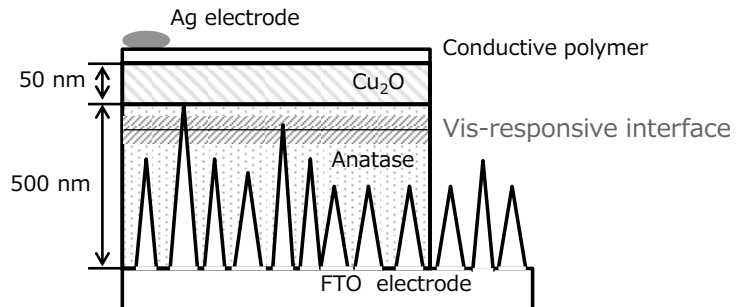 Ag electrode
Conductive polymer
50 nm
Cu₂O
Vis-responsive interface
Anatase
500 nm
FTO electrode